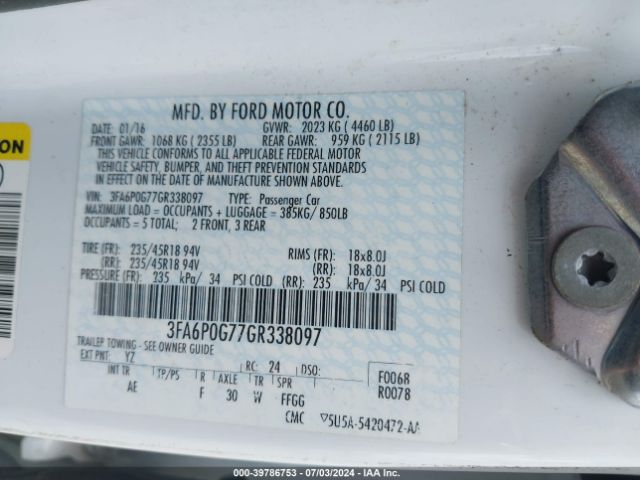 MFD. BY FORD MOTOR CO.
DATE: 01/16 GVWR: 2023 KG ( 4460 LB)
FRONT GAWR: 1068 KG ( 2355 LB) REAR GAWR: 959 KG ( 2115 LB)
THIS VEHICLE CONFORMS TO ALL APPLICABLE FEDERAL MOTOR
VEHICLE SAFETY, BUMPER, AND THEFT PREVENTION STANDARDS
IN EFFECT ON THE DATE OF MANUFACTURE SHOWN ABOVE.
VIN: 3FA6P0G77GR338097 TYPE: Passenger Car
MAXIMUM LOAD = OCCUPANTS + LUGGAGE = 385KG/ 850LB
OCCUPANTS = 5 TOTAL; 2 FRONT, 3 REAR
TIRE (FR): 235/45R18 94V RIMS (FR): 18x8.0J
(RR): 235/45R18 94V (RR): 18x8.0J
PRESSURE (FR): 235 kPa/ 34 PSI COLD (RR): 235 kPa/ 34 PSI COLD
3FA6P0G77GR338097
TRAILER TOWING - SEE OWNER GUIDE
EXT PNT: YZ RC: 24 DSO: F0068
INT TR TP/PS R AXLE TR SPR R0078
AE F 30 W FFGG
CMC 5U5A-5420472-AA
ON
000-39786753 - 07/03/2024 - IAA Inc.